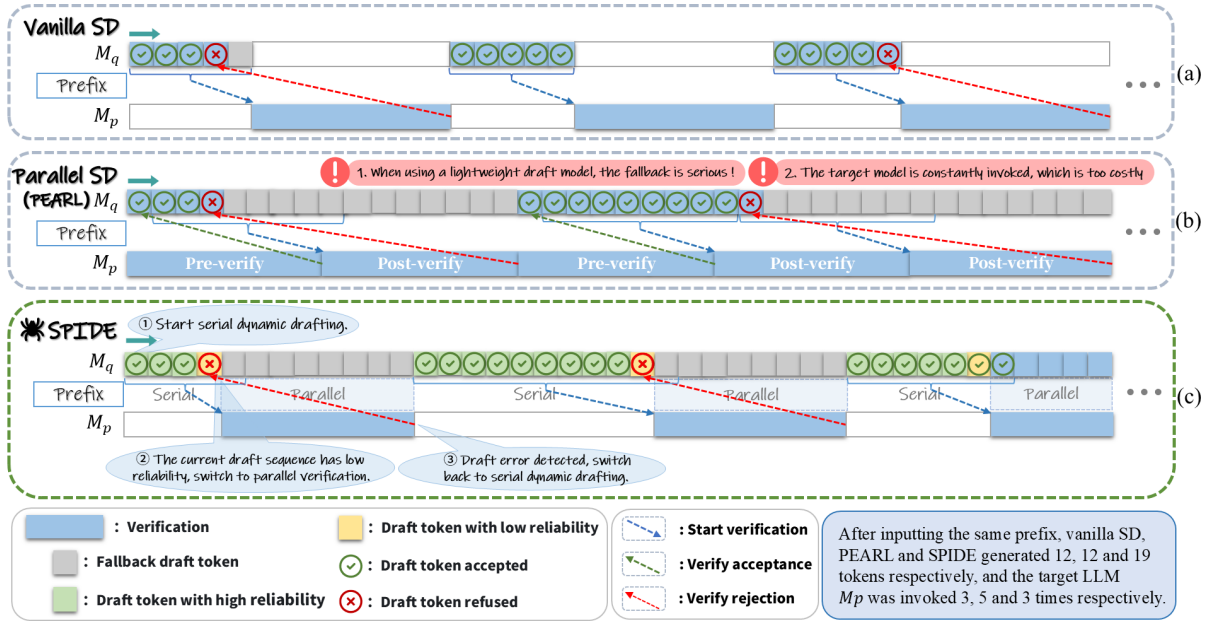 Vanilla SD
Mq
Prefix
Mp
(a)
Parallel SD
(PEARL)
! 1. When using a lightweight draft model, the fallback is serious !
! 2. The target model is constantly invoked, which is too costly
Mq
Prefix
Mp
Pre-verify
Post-verify
Pre-verify
Post-verify
Post-verify
(b)
SPIDE
① Start serial dynamic drafting.
Mq
Prefix
Serial
Parallel
Serial
Parallel
Serial
Parallel
Mp
(c)
② The current draft sequence has low
reliability, switch to parallel verification.
③ Draft error detected, switch
back to serial dynamic drafting.
: Verification
: Fallback draft token
: Draft token with high reliability
: Draft token with low reliability
: Draft token accepted
: Draft token refused
: Start verification
: Verify acceptance
: Verify rejection
After inputting the same prefix, vanilla SD,
PEARL and SPIDE generated 12, 12 and 19
tokens respectively, and the target LLM
Mp was invoked 3, 5 and 3 times respectively.